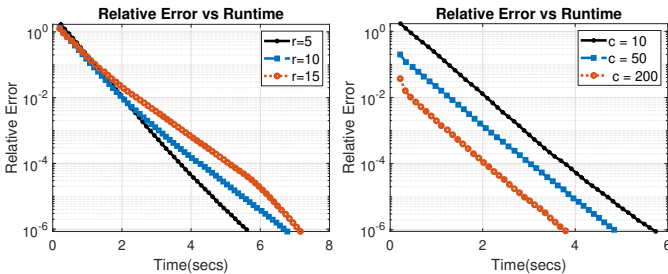 Relative Error vs Runtime
Relative Error
10^0
10^-2
10^-4
10^-6
r=5
r=10
r=15
0 2 4 6 8
Time(secs)
Relative Error vs Runtime
Relative Error
10^0
10^-2
10^-4
10^-6
c = 10
c = 50
c = 200
0 2 4 6
Time(secs)